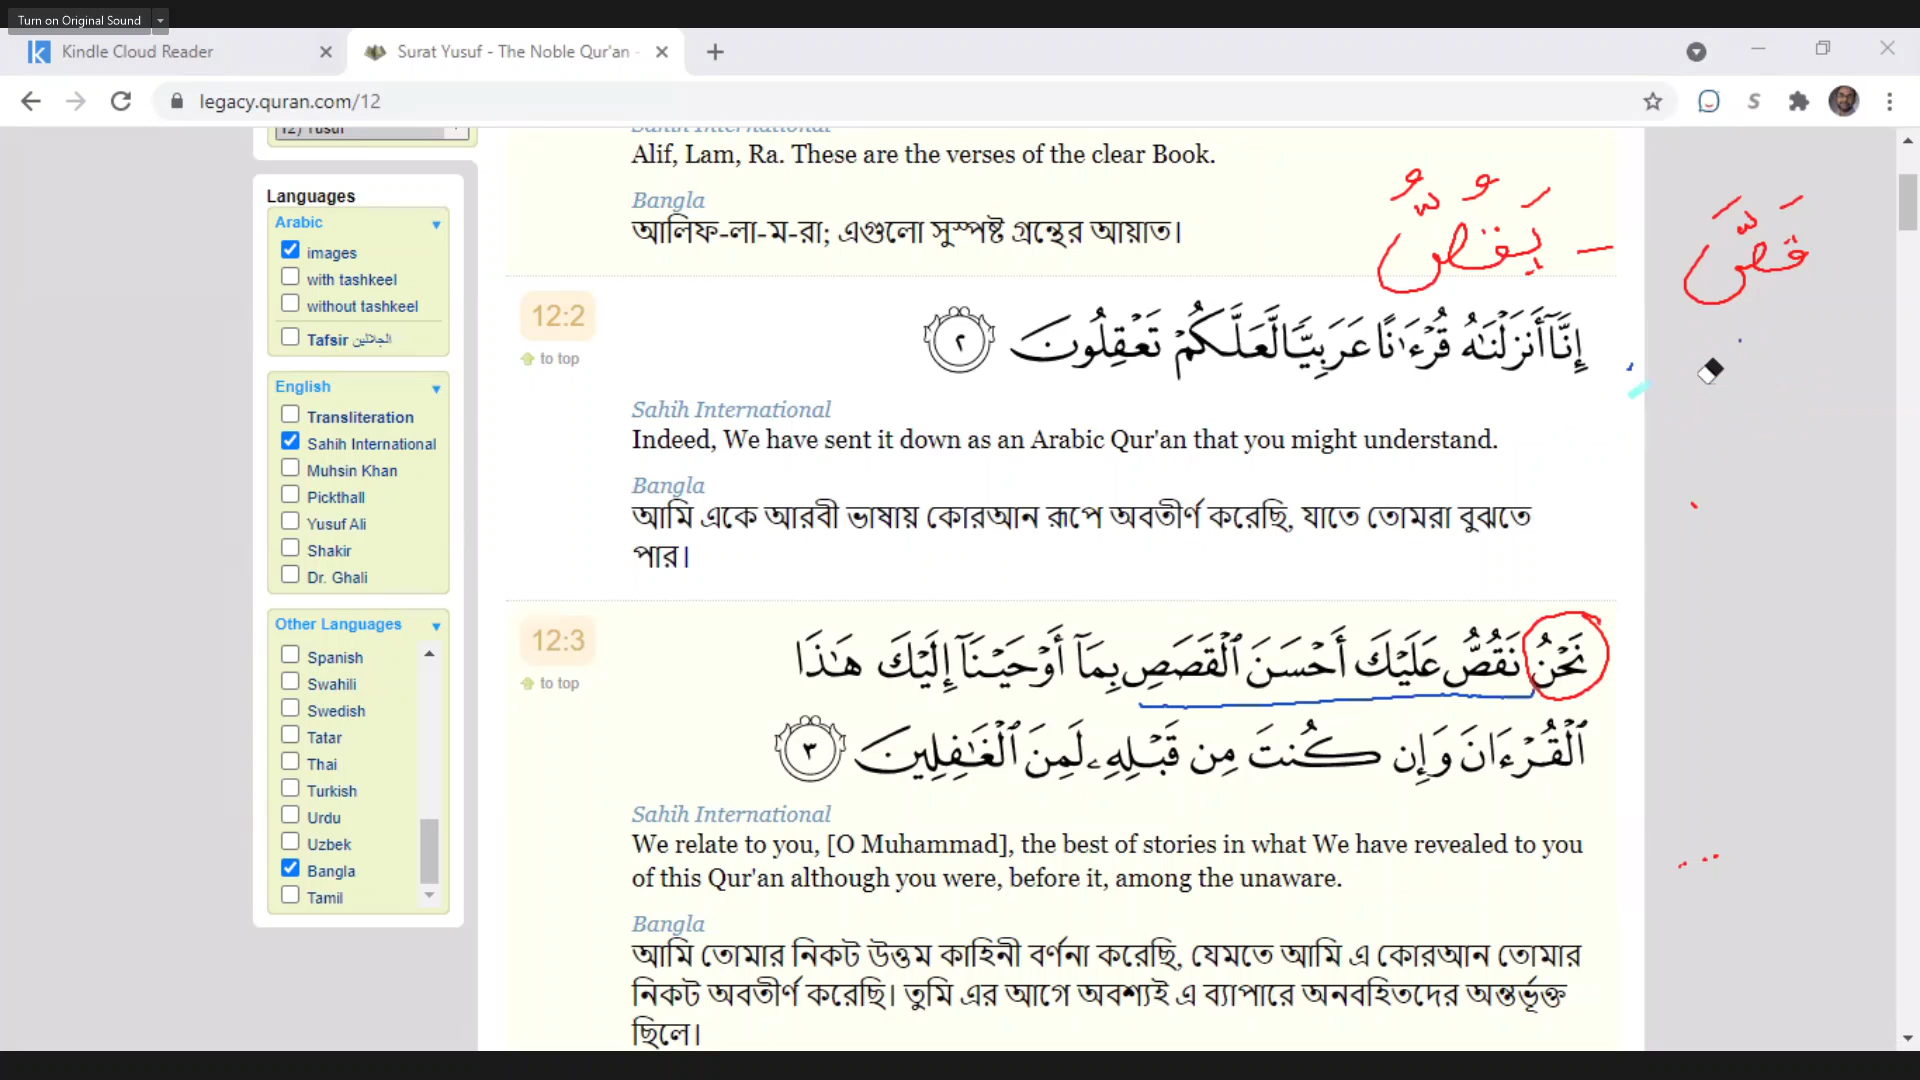 Turn on Original Sound
Kindle Cloud Reader
Surat Yusuf - The Noble Qur'an -
legacy.quran.com/12
12) Yusuf
Languages
Arabic
images
with tashkeel
without tashkeel
Tafsir الجلالين
English
Transliteration
Sahih International
Muhsin Khan
Pickthall
Yusuf Ali
Shakir
Dr. Ghali
Other Languages
Spanish
Swahili
Swedish
Tatar
Thai
Turkish
Urdu
Uzbek
Bangla
Tamil
Sahih International
Alif, Lam, Ra. These are the verses of the clear Book.
Bangla
আলিফ-লা-ম-রা; এগুলো সুস্পষ্ট গ্রন্থের আয়াত।
قَصَّ – يَقُصُّ
12:2
to top
إِنَّآ أَنزَلْنَٰهُ قُرْءَٰنًا عَرَبِيًّا لَّعَلَّكُمْ تَعْقِلُونَ ٢
Sahih International
Indeed, We have sent it down as an Arabic Qur'an that you might understand.
Bangla
আমি একে আরবী ভাষায় কোরআন রূপে অবতীর্ণ করেছি, যাতে তোমরা বুঝতে
পার।
12:3
to top
نَحْنُ نَقُصُّ عَلَيْكَ أَحْسَنَ ٱلْقَصَصِ بِمَآ أَوْحَيْنَآ إِلَيْكَ هَٰذَا
ٱلْقُرْءَانَ وَإِن كُنتَ مِن قَبْلِهِۦ لَمِنَ ٱلْغَٰفِلِينَ ٣
Sahih International
We relate to you, [O Muhammad], the best of stories in what We have revealed to you
of this Qur'an although you were, before it, among the unaware.
Bangla
আমি তোমার নিকট উত্তম কাহিনী বর্ণনা করেছি, যেমতে আমি এ কোরআন তোমার
নিকট অবতীর্ণ করেছি। তুমি এর আগে অবশ্যই এ ব্যাপারে অনবহিতদের অন্তর্ভূক্ত
ছিলে।